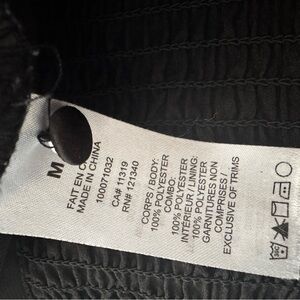 M
FAIT EN
MADE IN CHINA
100071032
CA# 11319
RN# 121340
CORPS / BODY:
100% POLYESTER
COMBO:
100% POLYESTER
INTERIEUR / LINING:
100% POLYESTER
GARNITURES NON
COMPRISES /
EXCLUSIVE OF TRIMS